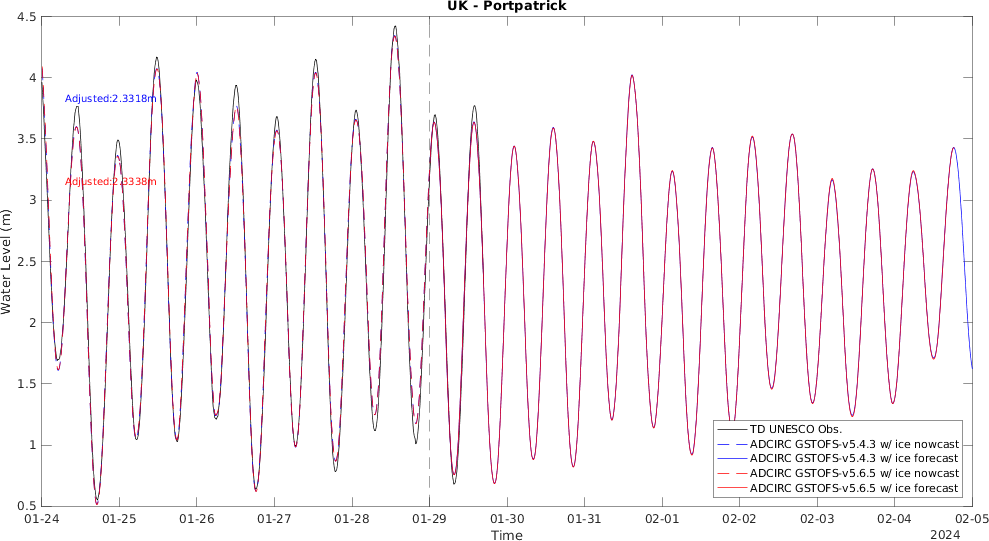 UK - Portpatrick
4.5
4
3.5
3
2.5
2
1.5
1
0.5
Water Level (m)
Adjusted:2.3318m
Adjusted:2.3338m
TD UNESCO Obs.
ADCIRC GSTOFS-v5.4.3 w/ ice nowcast
ADCIRC GSTOFS-v5.4.3 w/ ice forecast
ADCIRC GSTOFS-v5.6.5 w/ ice nowcast
ADCIRC GSTOFS-v5.6.5 w/ ice forecast
01-24 01-25 01-26 01-27 01-28 01-29 01-30 01-31 02-01 02-02 02-03 02-04 02-05
Time
2024